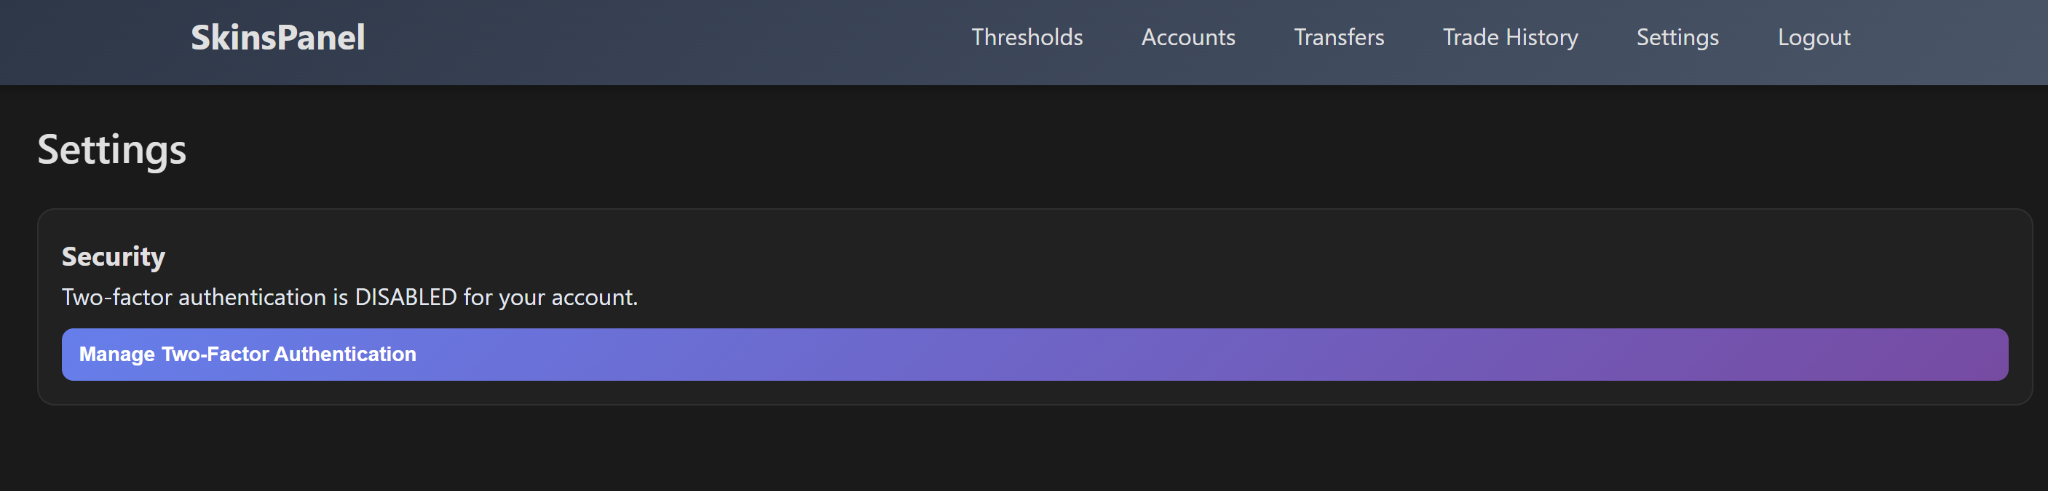 SkinsPanel Thresholds Accounts Transfers Trade History Settings Logout
Settings
Security
Two-factor authentication is DISABLED for your account.
Manage Two-Factor Authentication